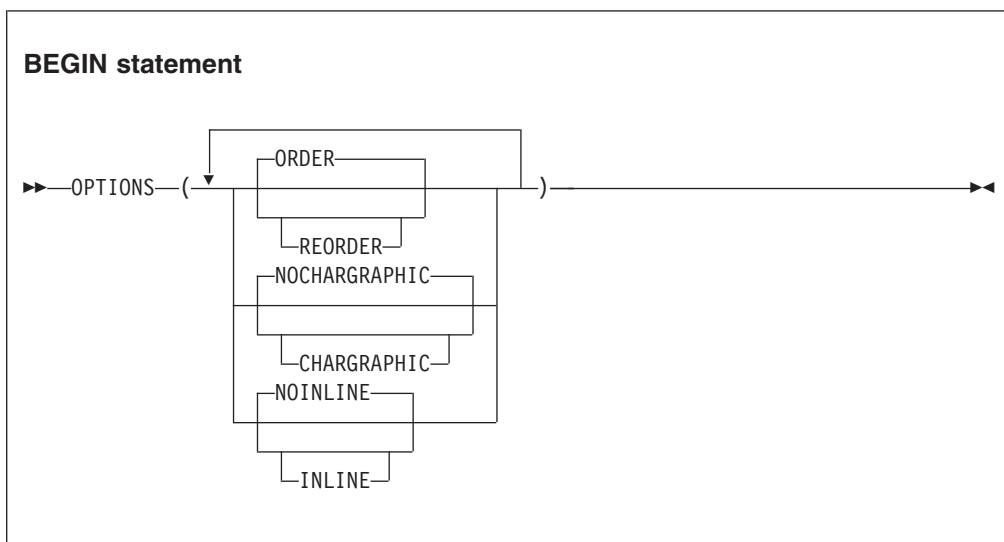 BEGIN statement
ORDER
OPTIONS ( )
REORDER
NOCHARGRAPHIC
CHARGRAPHIC
NOINLINE
INLINE